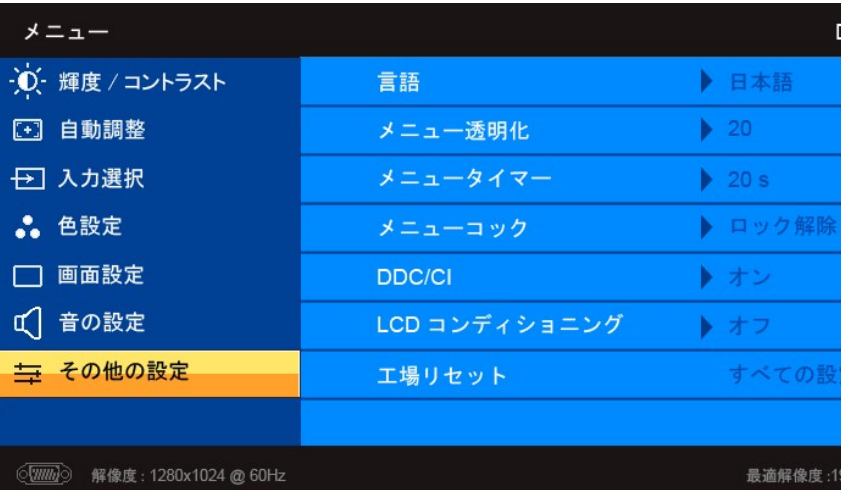 メニュー
輝度 / コントラスト
自動調整
入力選択
色設定
画面設定
音の設定
その他の設定
言語 日本語
メニュー透明化 20
メニュータイマー 20 s
メニューコック ロック解除
DDC/CI オン
LCD コンディショニング オフ
工場リセット すべての設
解像度 : 1280x1024 @ 60Hz
最適解像度 :19